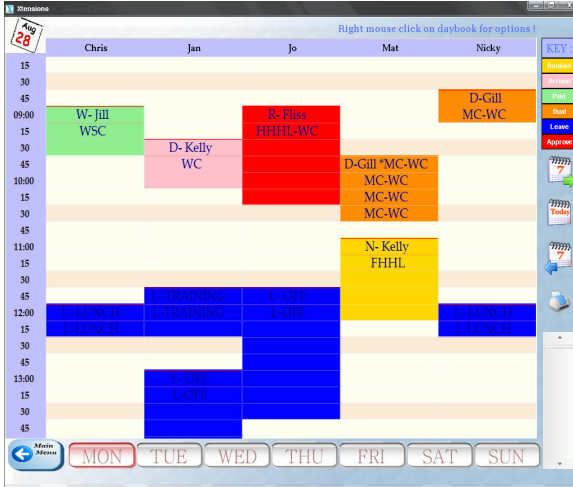 Xtensions
Aug
28
Right mouse click on daybook for options !
Chris Jan Jo Mat Nicky
KEY :
15
30
45
09:00
15
30
45
10:00
15
30
45
11:00
15
30
45
12:00
15
30
45
13:00
15
30
45
W- Jill
WSC
L- LUNCH
L-LUNCH
D- Kelly
WC
L- TRAINING
L-TRAINING
L-OFF
L-OFF
R- Fliss
HHHL-WC
L- OFF
L-OFF
D-Gill *MC-WC
MC-WC
MC-WC
MC-WC
N- Kelly
FHHL
D-Gill
MC-WC
L- LUNCH
L-LUNCH
Booked
Arrived
Paid
Dual
Leave
Approve
7
Today
7
Main
Menu
MON TUE WED THU FRI SAT SUN